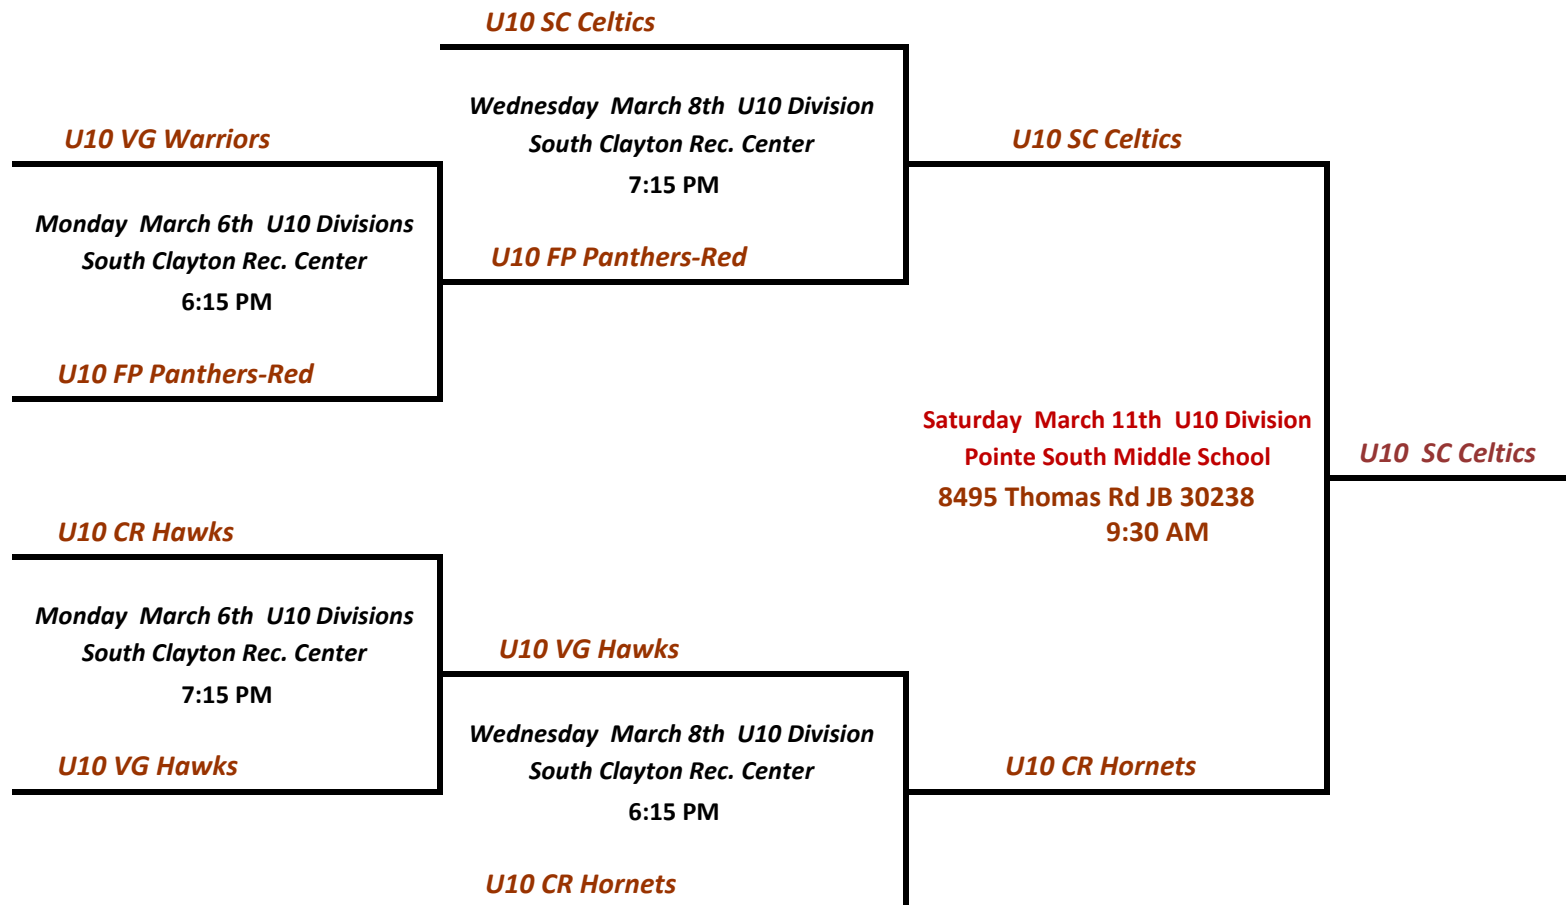 U10 SC Celtics
Wednesday  March 8th  U10 Division
South Clayton Rec. Center
7:15 PM
U10 FP Panthers-Red
U10 VG Warriors
Monday  March 6th  U10 Divisions
South Clayton Rec. Center
6:15 PM
U10 FP Panthers-Red
U10 SC Celtics
Saturday  March 11th  U10 Division
Pointe South Middle School
8495 Thomas Rd JB 30238
9:30 AM
U10  SC Celtics
U10 CR Hawks
Monday  March 6th  U10 Divisions
South Clayton Rec. Center
7:15 PM
U10 VG Hawks
U10 VG Hawks
Wednesday  March 8th  U10 Division
South Clayton Rec. Center
6:15 PM
U10 CR Hornets
U10 CR Hornets